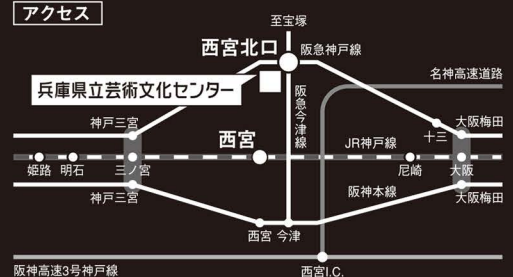 アクセス
至宝塚
西宮北口
阪急神戸線
名神高速道路
兵庫県立芸術文化センター
阪急今津線
神戸三宮
十三
大阪梅田
西宮
JR神戸線
姫路
明石
三ノ宮
尼崎
大阪
神戸三宮
阪神本線
大阪梅田
西宮
今津
阪神高速3号神戸線
西宮I.C.